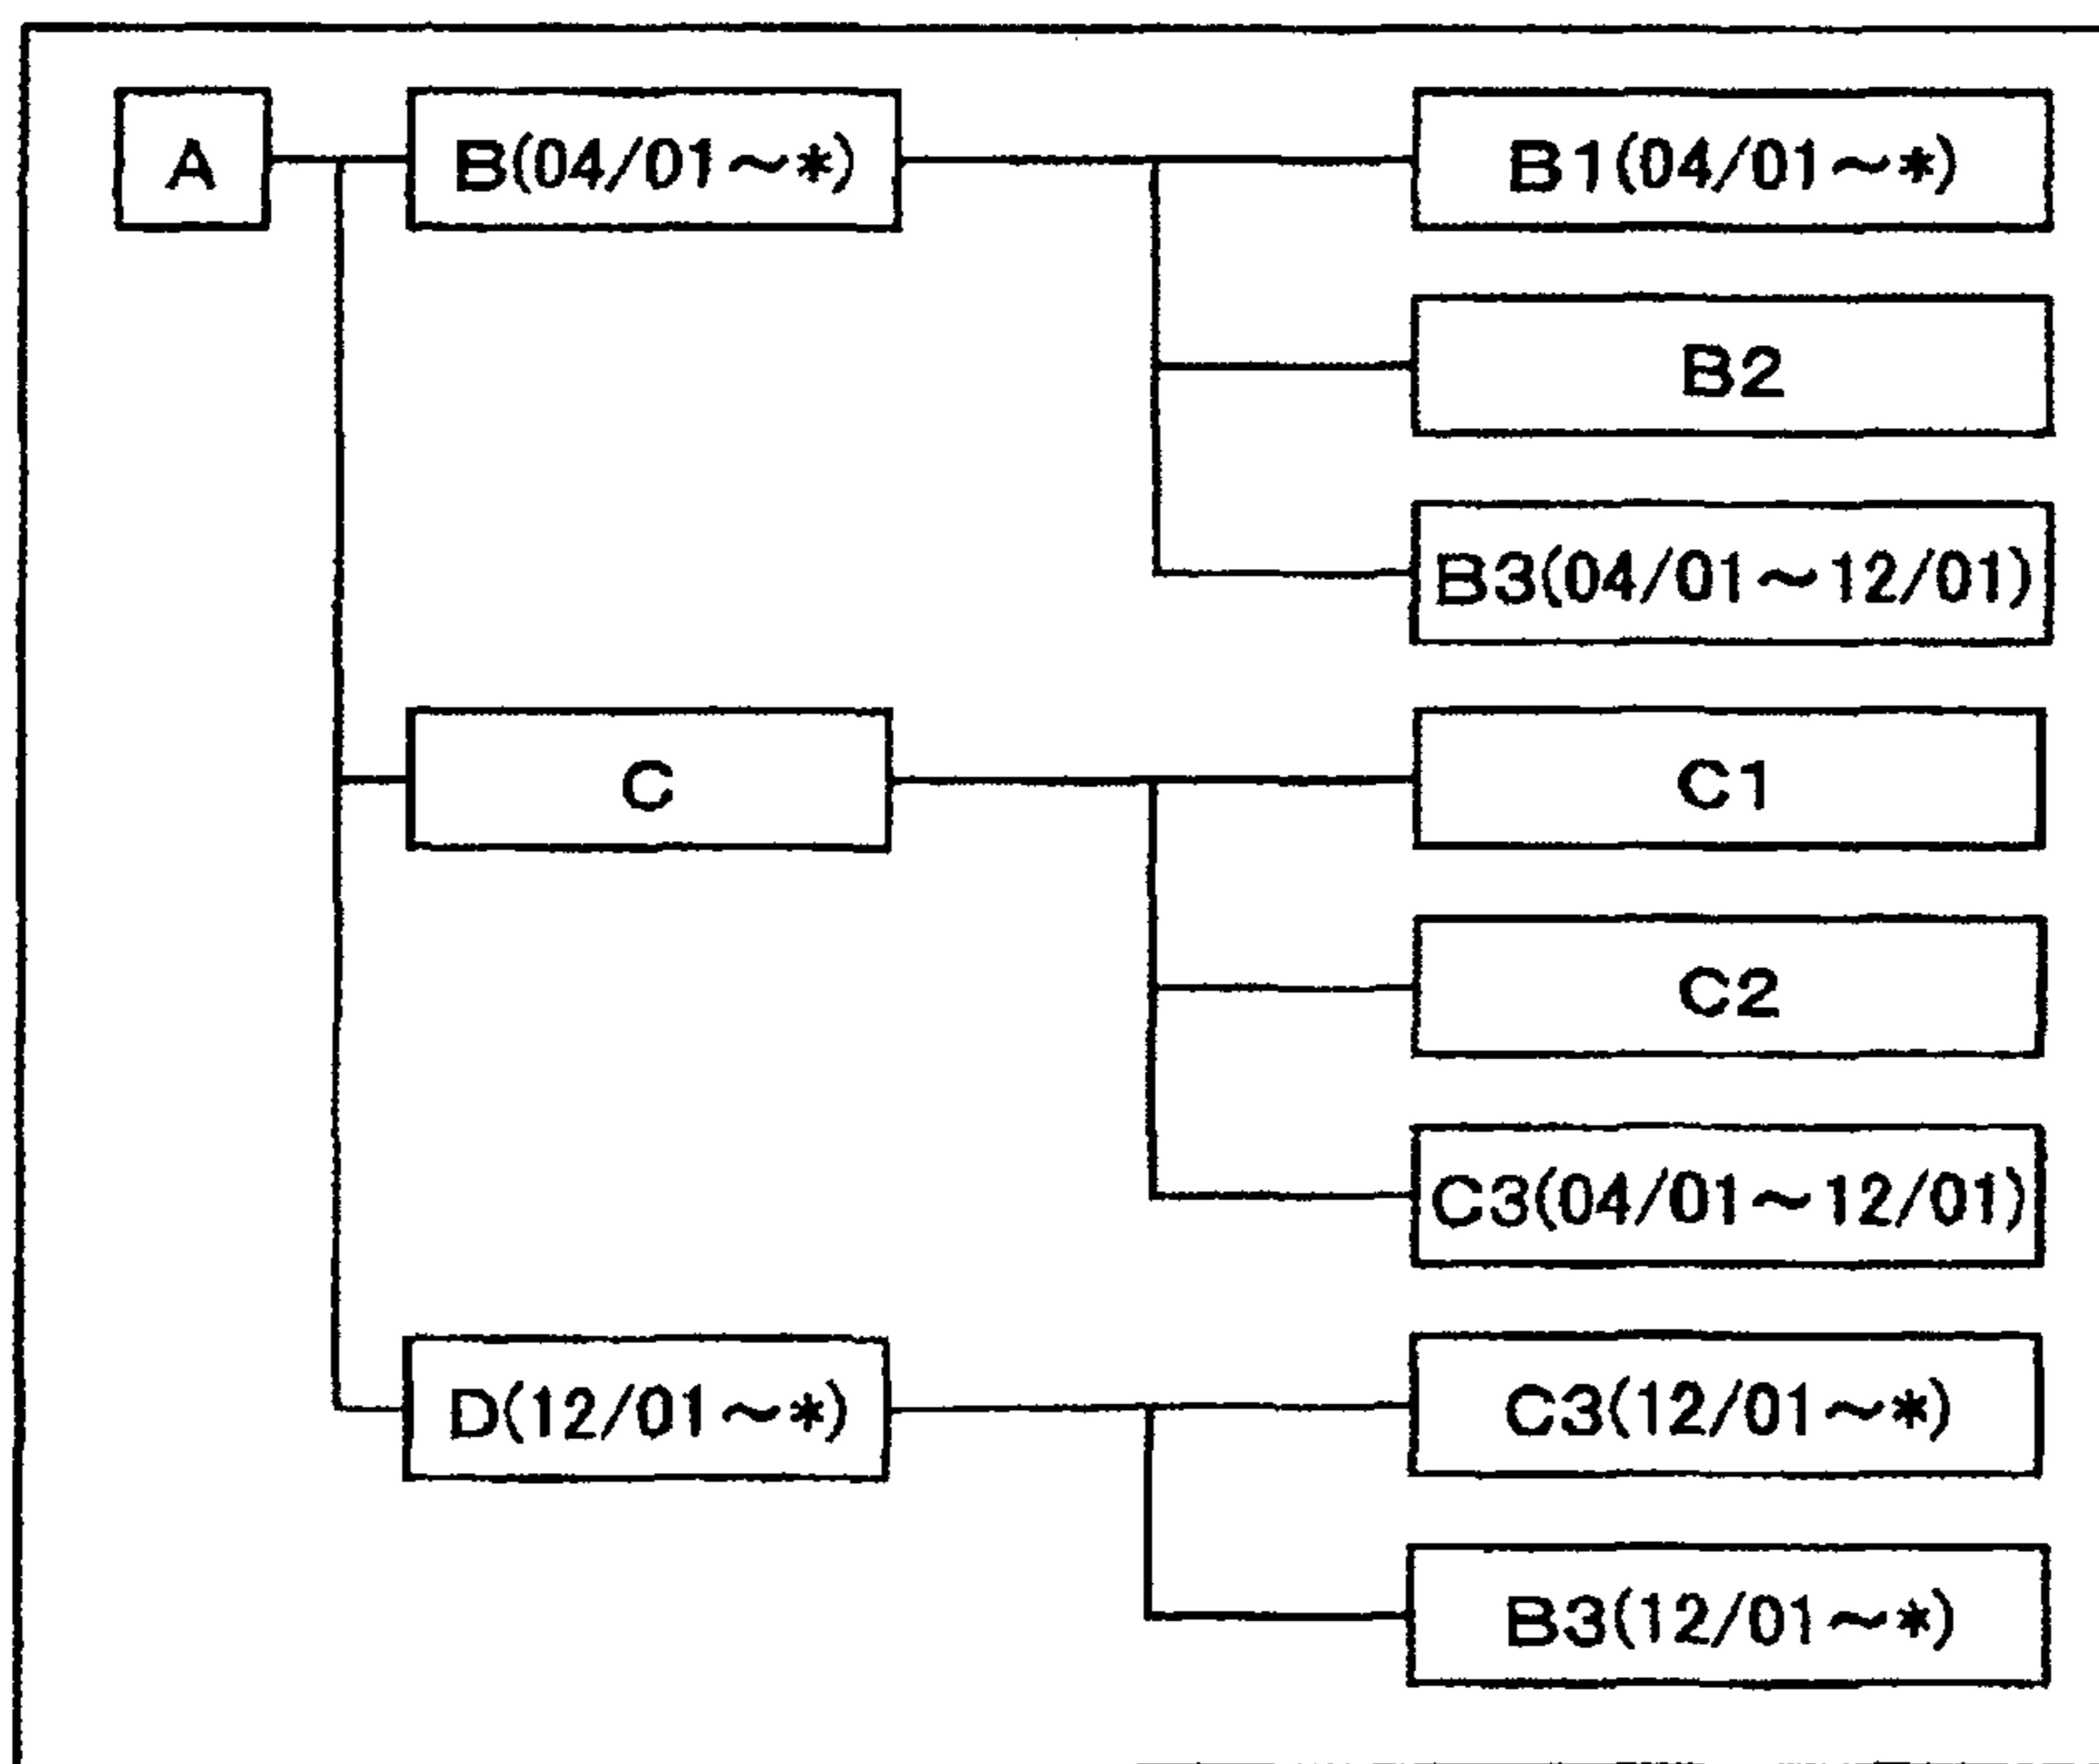 A
B(04/01～*)
B1(04/01～*)
B2
B3(04/01～12/01)
C
C1
C2
C3(04/01～12/01)
D(12/01～*)
C3(12/01～*)
B3(12/01～*)